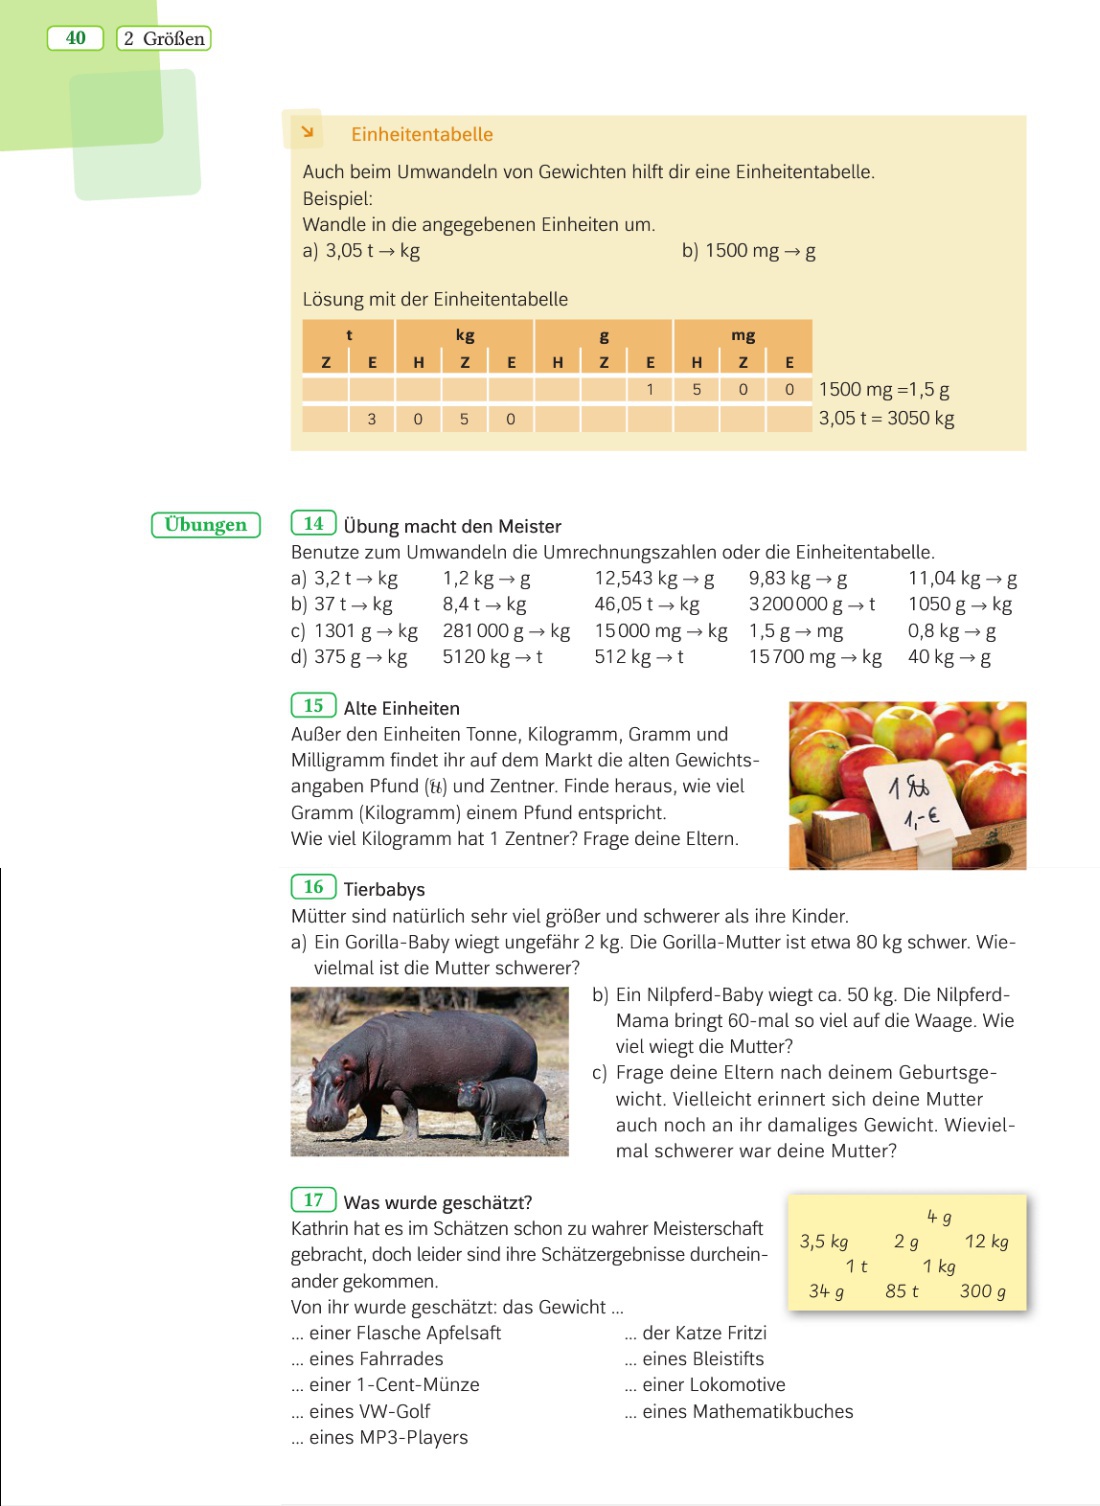 40
2 Größen
Einheitentabelle
Auch beim Umwandeln von Gewichten hilft dir eine Einheitentabelle.
Beispiel:
Wandle in die angegebenen Einheiten um.
a) 3,05 t → kg b) 1500 mg → g
Lösung mit der Einheitentabelle
t kg g mg
Z E H Z E H Z E H Z E
1 5 0 0 1500 mg =1,5 g
3 0 5 0 3,05 t = 3050 kg
Übungen
14 Übung macht den Meister
Benutze zum Umwandeln die Umrechnungszahlen oder die Einheitentabelle.
a) 3,2 t → kg 1,2 kg → g 12,543 kg → g 9,83 kg → g 11,04 kg → g
b) 37 t → kg 8,4 t → kg 46,05 t → kg 3 200 000 g → t 1050 g → kg
c) 1301 g → kg 281 000 g → kg 15 000 mg → kg 1,5 g → mg 0,8 kg → g
d) 375 g → kg 5120 kg → t 512 kg → t 15 700 mg → kg 40 kg → g
15 Alte Einheiten
Außer den Einheiten Tonne, Kilogramm, Gramm und
Milligramm findet ihr auf dem Markt die alten Gewichts-
angaben Pfund (℔) und Zentner. Finde heraus, wie viel
Gramm (Kilogramm) einem Pfund entspricht.
Wie viel Kilogramm hat 1 Zentner? Frage deine Eltern.
1 ℔
1,-€
16 Tierbabys
Mütter sind natürlich sehr viel größer und schwerer als ihre Kinder.
a) Ein Gorilla-Baby wiegt ungefähr 2 kg. Die Gorilla-Mutter ist etwa 80 kg schwer. Wie-
vielmal ist die Mutter schwerer?
b) Ein Nilpferd-Baby wiegt ca. 50 kg. Die Nilpferd-
Mama bringt 60-mal so viel auf die Waage. Wie
viel wiegt die Mutter?
c) Frage deine Eltern nach deinem Geburtsge-
wicht. Vielleicht erinnert sich deine Mutter
auch noch an ihr damaliges Gewicht. Wieviel-
mal schwerer war deine Mutter?
17 Was wurde geschätzt?
Kathrin hat es im Schätzen schon zu wahrer Meisterschaft
gebracht, doch leider sind ihre Schätzergebnisse durchein-
ander gekommen.
Von ihr wurde geschätzt: das Gewicht ...
... einer Flasche Apfelsaft ... der Katze Fritzi
... eines Fahrrades ... eines Bleistifts
... einer 1-Cent-Münze ... einer Lokomotive
... eines VW-Golf ... eines Mathematikbuches
... eines MP3-Players
4 g
3,5 kg 2 g 12 kg
1 t 1 kg
34 g 85 t 300 g